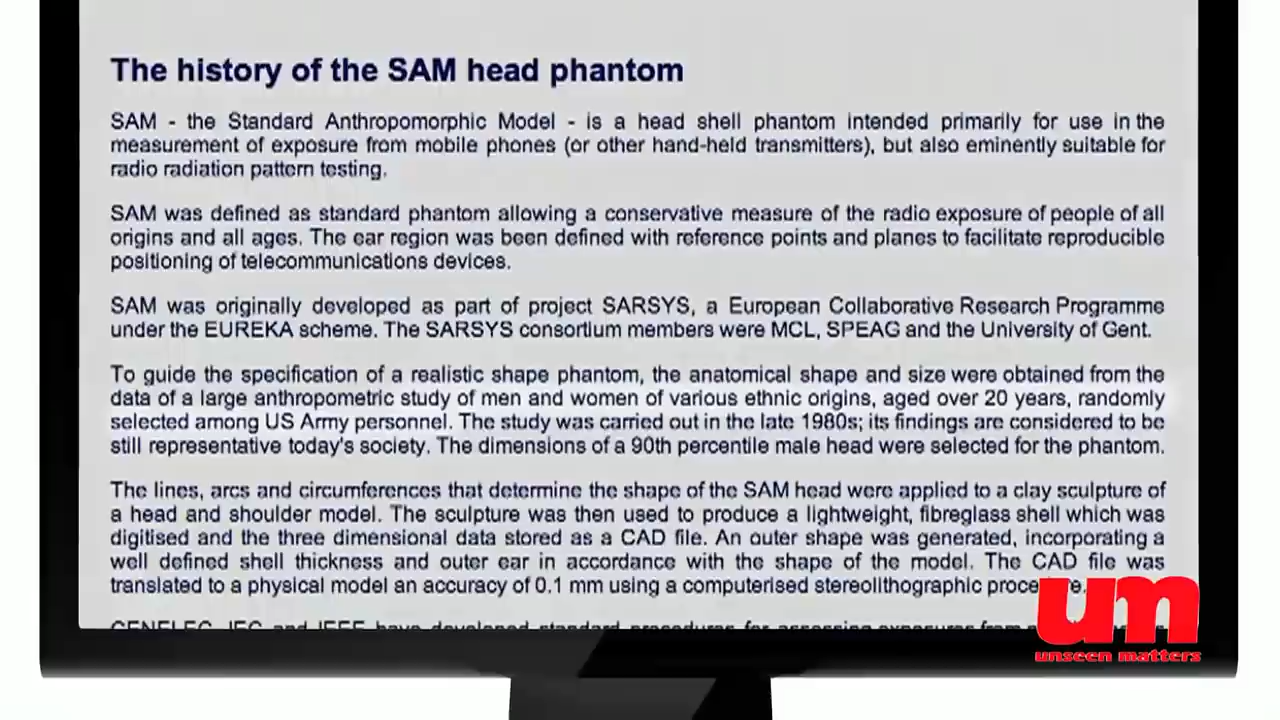 The history of the SAM head phantom
SAM - the Standard Anthropomorphic Model - is a head shell phantom intended primarily for use in the
measurement of exposure from mobile phones (or other hand-held transmitters), but also eminently suitable for
radio radiation pattern testing.
SAM was defined as standard phantom allowing a conservative measure of the radio exposure of people of all
origins and all ages. The ear region was been defined with reference points and planes to facilitate reproducible
positioning of telecommunications devices.
SAM was originally developed as part of project SARSYS, a European Collaborative Research Programme
under the EUREKA scheme. The SARSYS consortium members were MCL, SPEAG and the University of Gent.
To guide the specification of a realistic shape phantom, the anatomical shape and size were obtained from the
data of a large anthropometric study of men and women of various ethnic origins, aged over 20 years, randomly
selected among US Army personnel. The study was carried out in the late 1980s; its findings are considered to be
still representative today's society. The dimensions of a 90th percentile male head were selected for the phantom.
The lines, arcs and circumferences that determine the shape of the SAM head were applied to a clay sculpture of
a head and shoulder model. The sculpture was then used to produce a lightweight, fibreglass shell which was
digitised and the three dimensional data stored as a CAD file. An outer shape was generated, incorporating a
well defined shell thickness and outer ear in accordance with the shape of the model. The CAD file was
translated to a physical model an accuracy of 0.1 mm using a computerised stereolithographic
CENELEC, IEC and IEEE have developed standard procedures for assessing exposures from
um
unseen matters